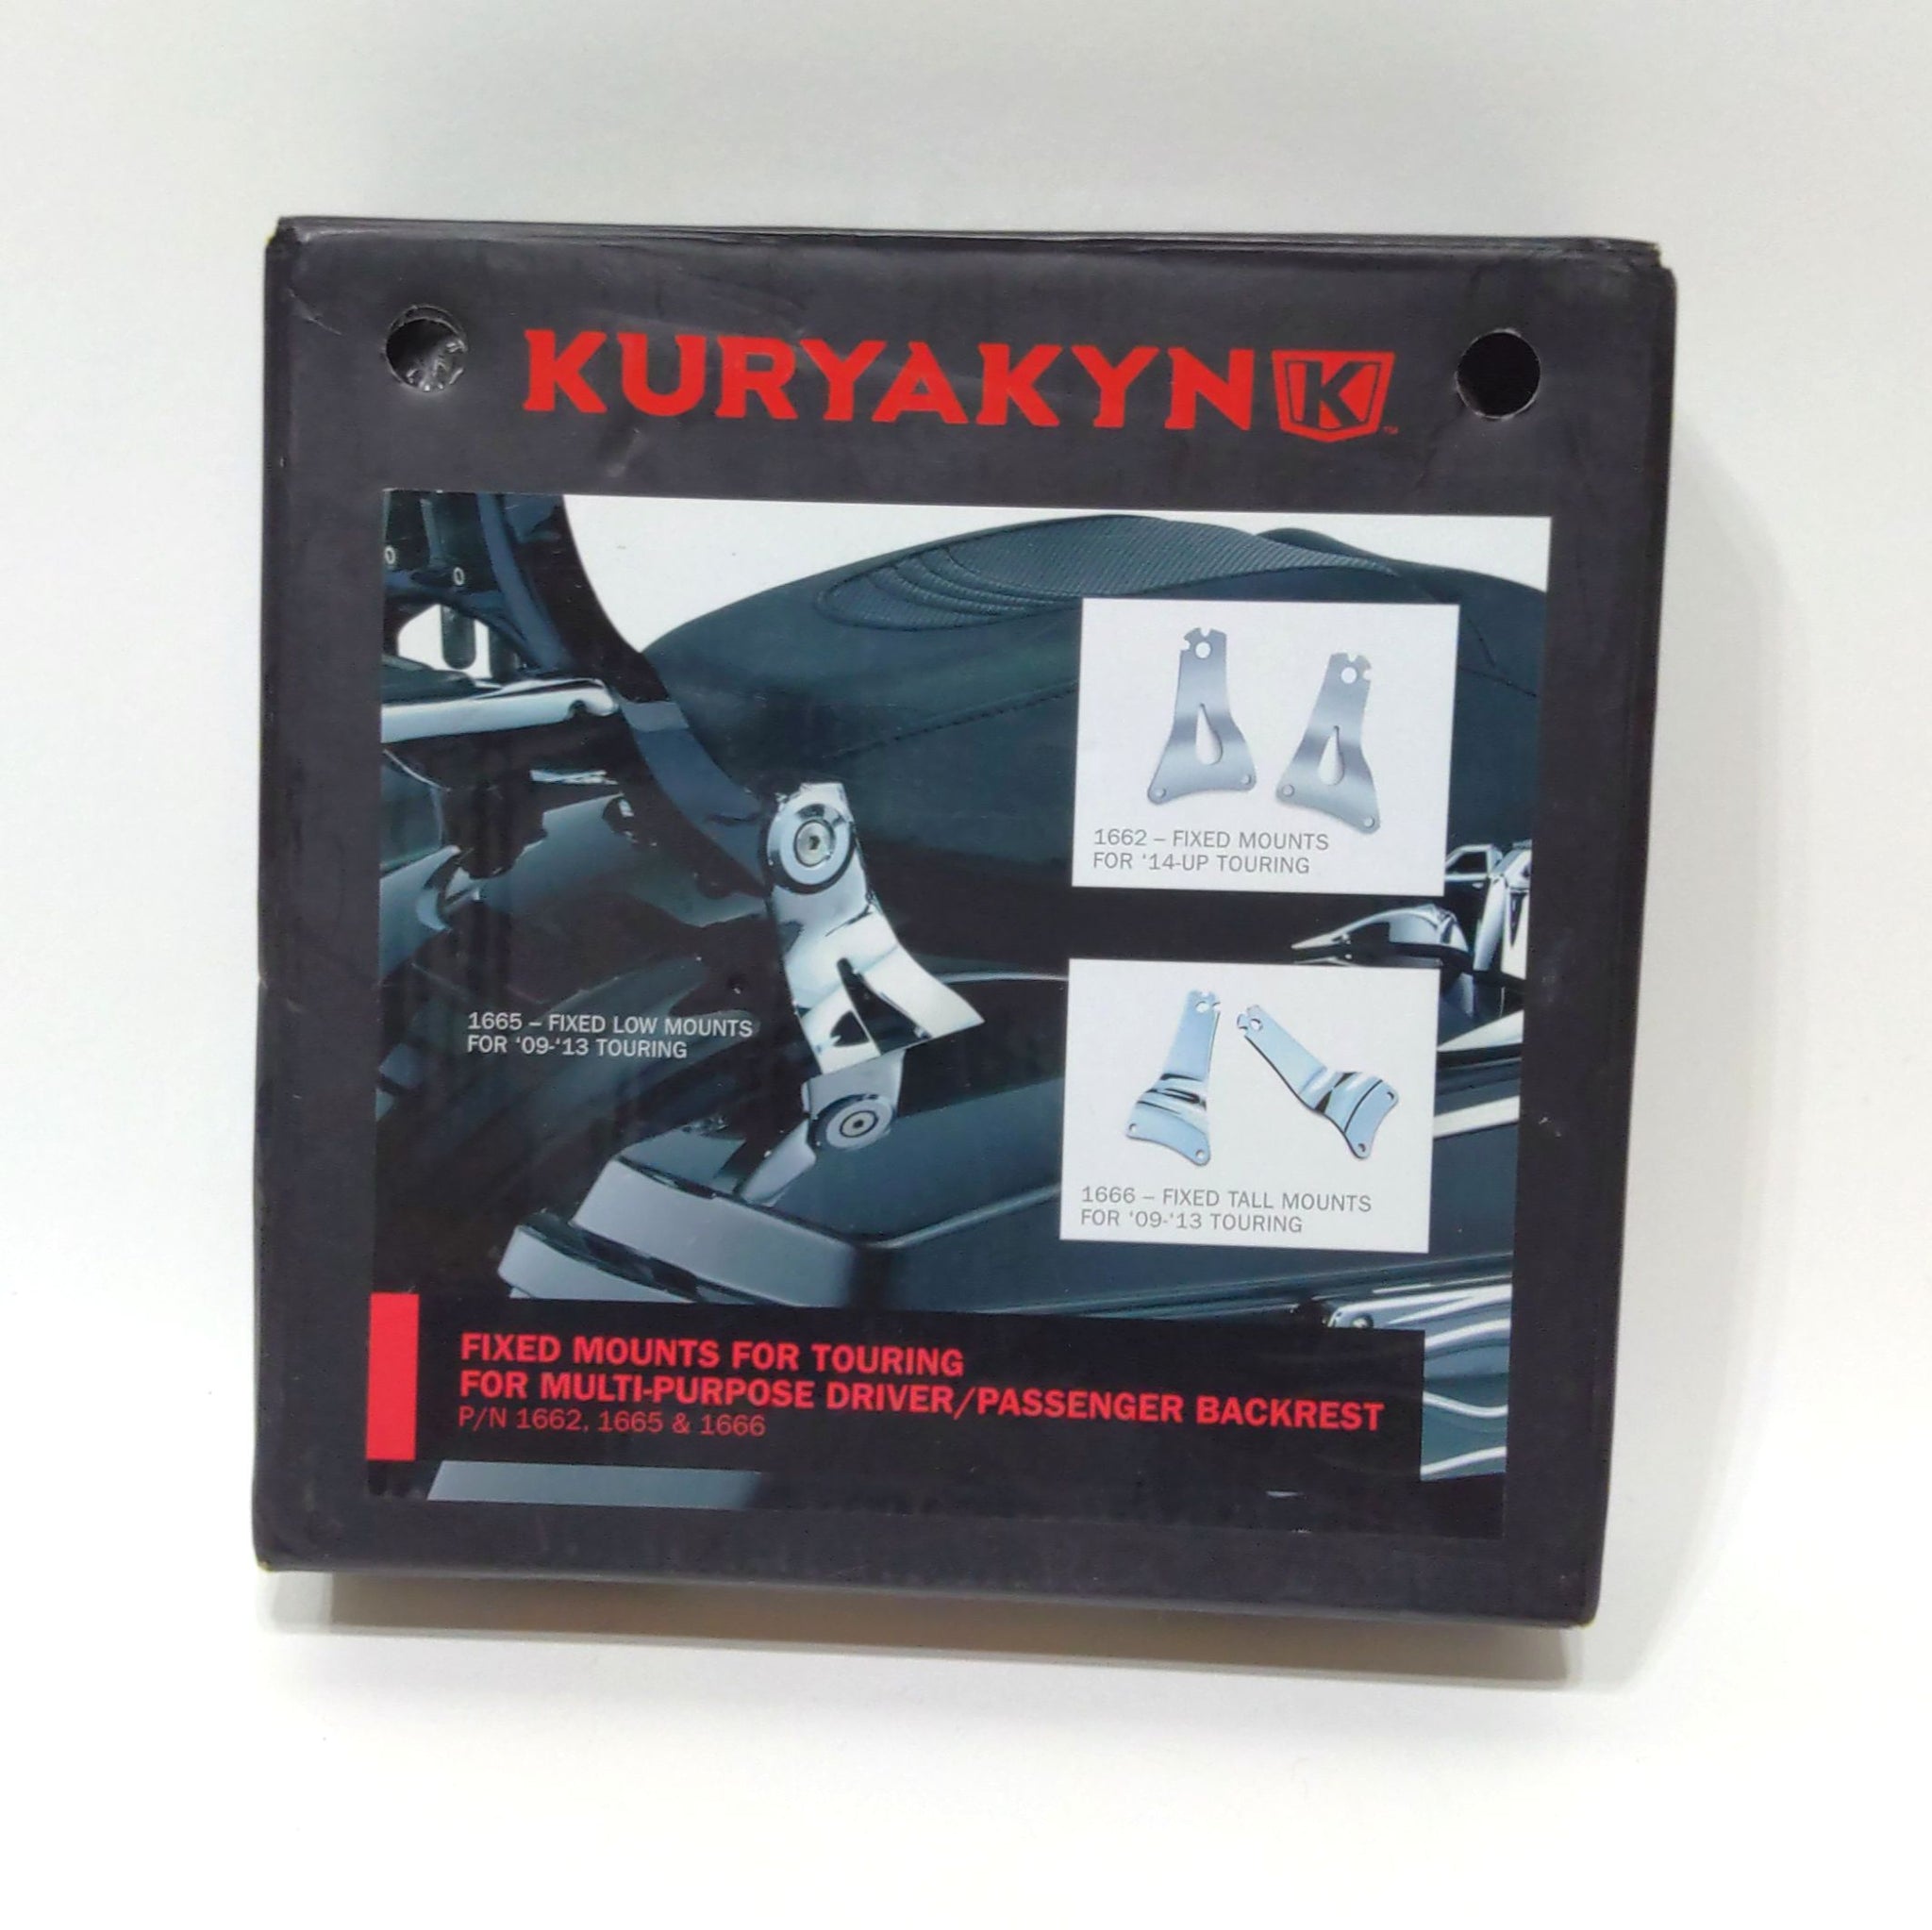 KURYAKYN K™
1662 – FIXED MOUNTS
FOR ‘14-UP TOURING
1665 – FIXED LOW MOUNTS
FOR ‘09-‘13 TOURING
1666 – FIXED TALL MOUNTS
FOR ‘09-‘13 TOURING
FIXED MOUNTS FOR TOURING
FOR MULTI-PURPOSE DRIVER/PASSENGER BACKREST
P/N 1662, 1665 & 1666